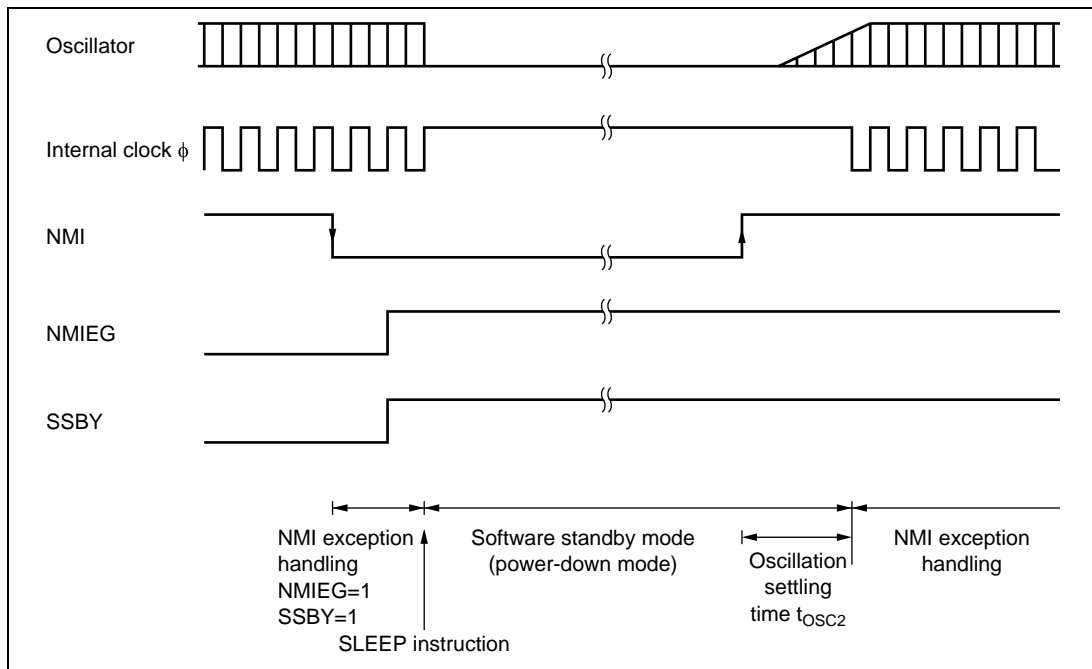 Oscillator
Internal clock ϕ
NMI
NMIEG
SSBY
NMI exception
handling
NMIEG=1
SSBY=1
SLEEP instruction
Software standby mode
(power-down mode)
Oscillation
settling
time tOSC2
NMI exception
handling